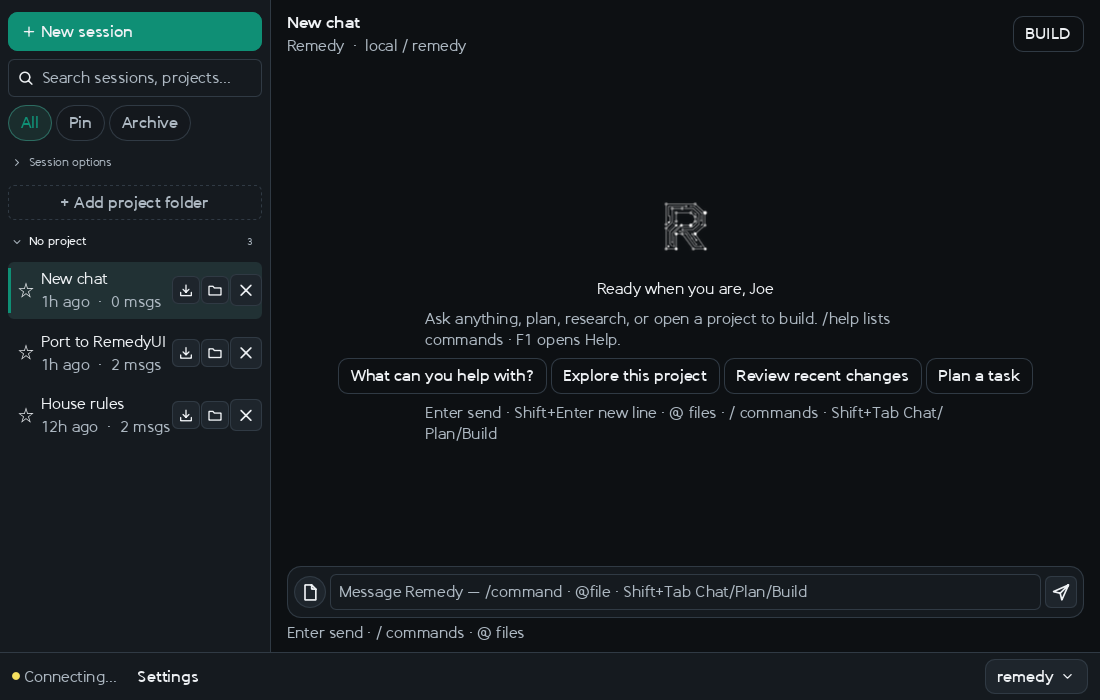 + New session
Search sessions, projects...
All Pin Archive
Session options
+ Add project folder
No project 3
New chat
1h ago · 0 msgs
Port to RemedyUI
1h ago · 2 msgs
House rules
12h ago · 2 msgs
New chat
Remedy · local / remedy
BUILD
R
Ready when you are, Joe
Ask anything, plan, research, or open a project to build. /help lists
commands · F1 opens Help.
What can you help with? Explore this project Review recent changes Plan a task
Enter send · Shift+Enter new line · @ files · / commands · Shift+Tab Chat/
Plan/Build
Message Remedy — /command · @file · Shift+Tab Chat/Plan/Build
Enter send · / commands · @ files
Connecting... Settings remedy